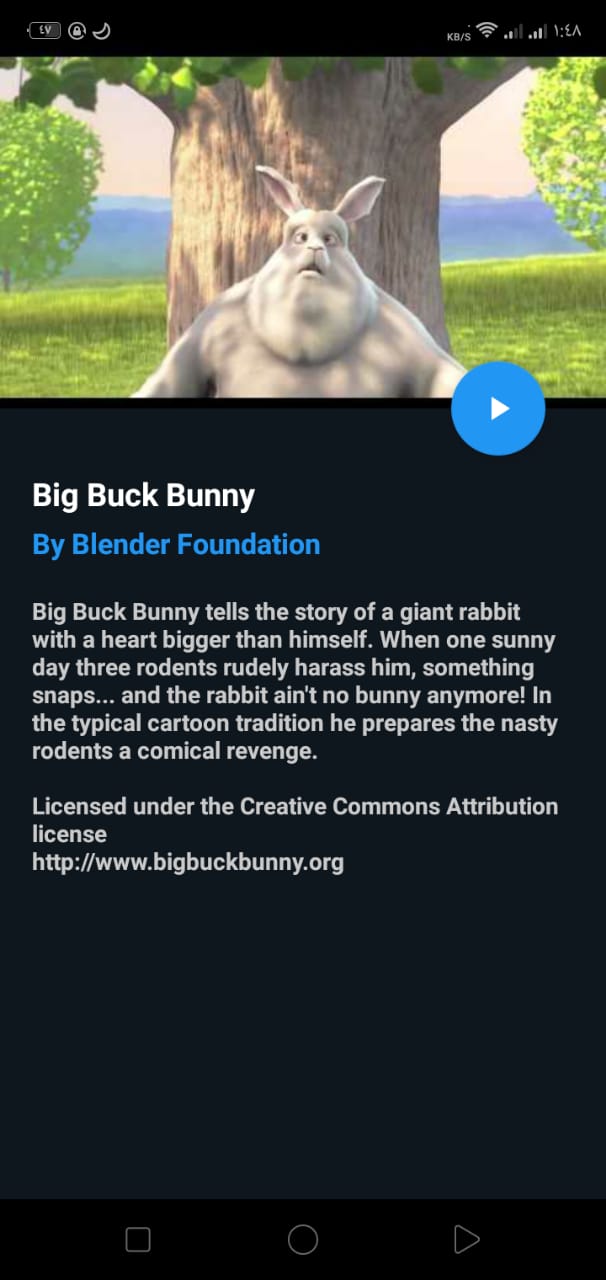 ٤٧
KB/S
١:٤٨
Big Buck Bunny
By Blender Foundation
Big Buck Bunny tells the story of a giant rabbit
with a heart bigger than himself. When one sunny
day three rodents rudely harass him, something
snaps... and the rabbit ain't no bunny anymore! In
the typical cartoon tradition he prepares the nasty
rodents a comical revenge.
Licensed under the Creative Commons Attribution
license
http://www.bigbuckbunny.org